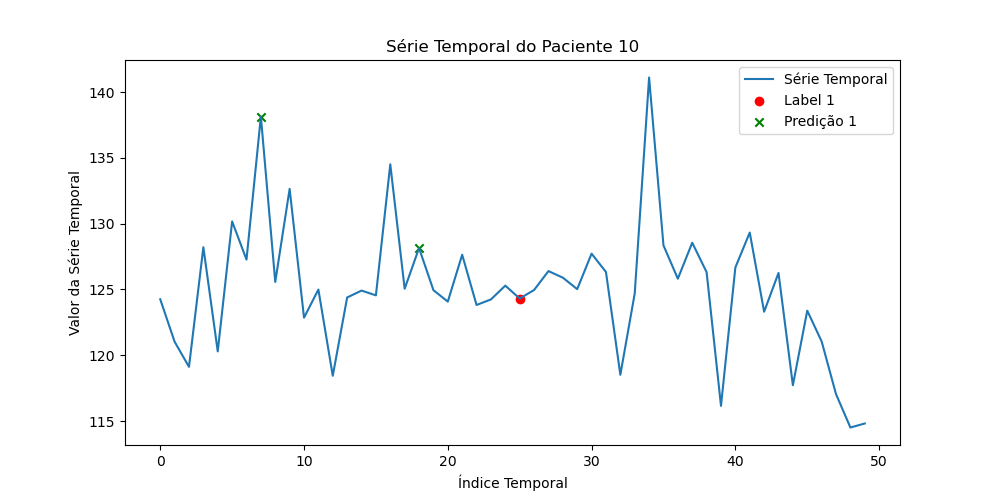 Série Temporal do Paciente 10
Série Temporal
Label 1
Predição 1
Valor da Série Temporal
140
135
130
125
120
115
0 10 20 30 40 50
Índice Temporal